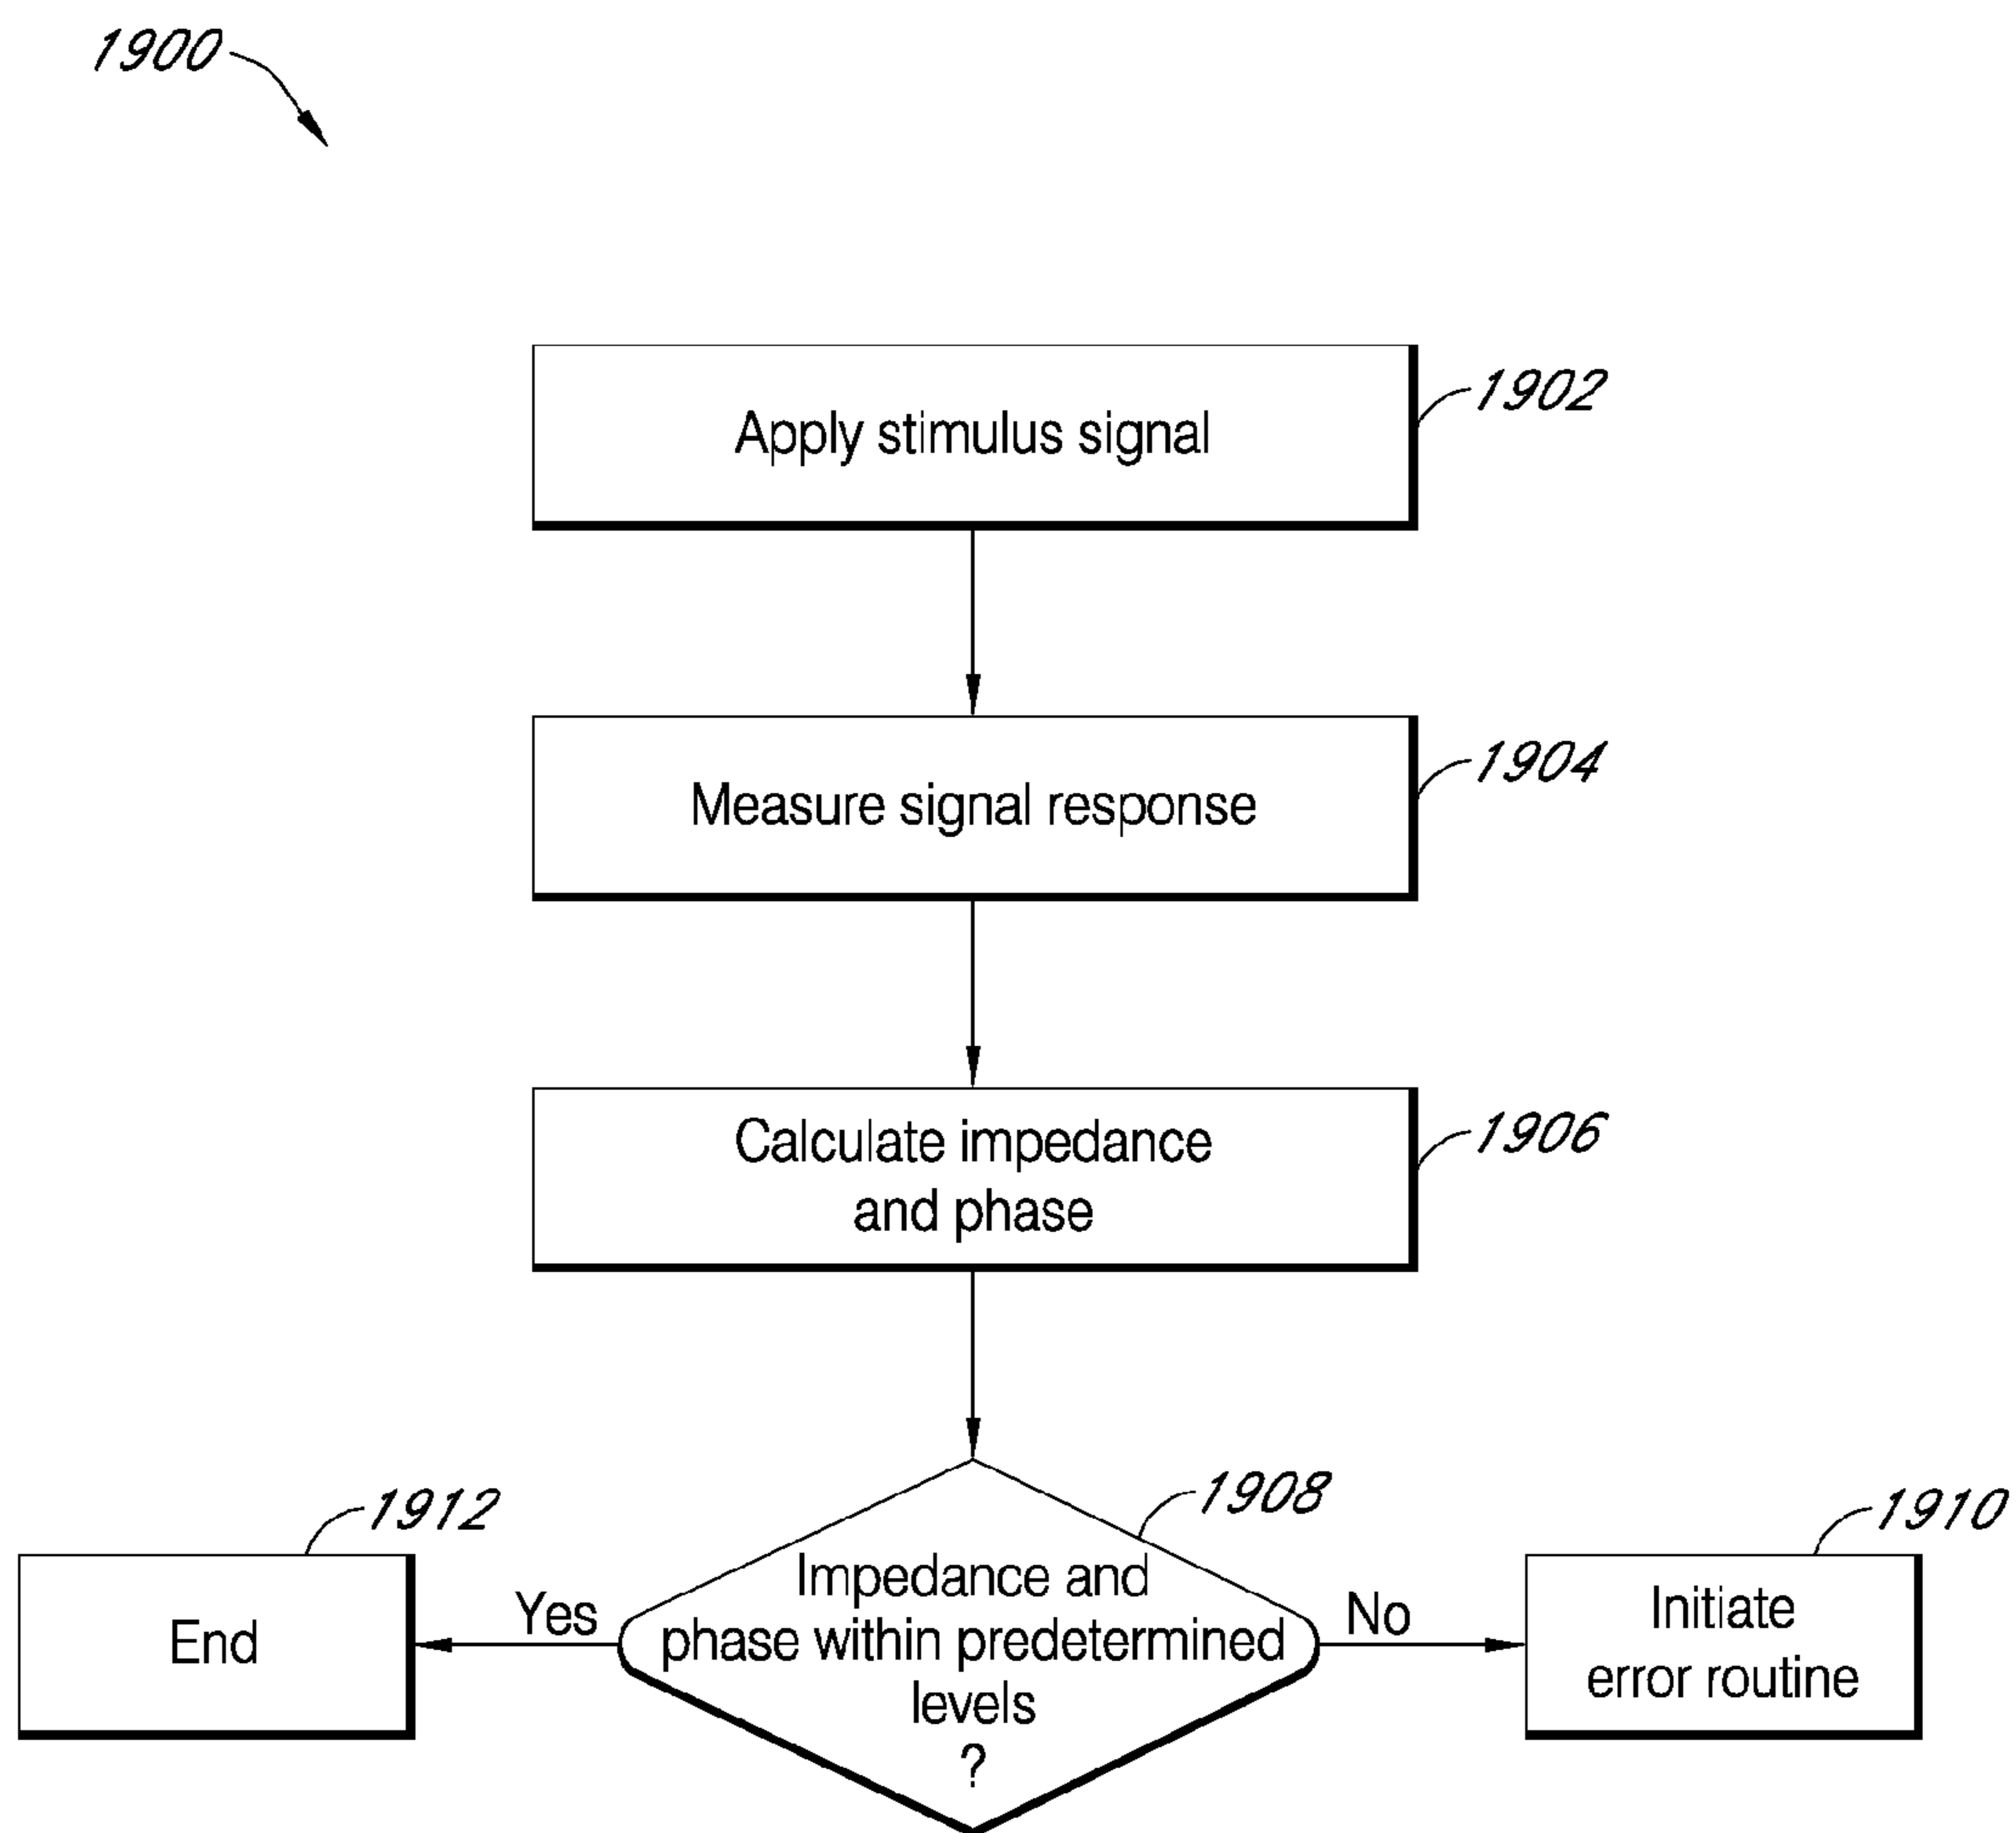 1900
Apply stimulus signal
1902
Measure signal response
1904
Calculate impedance
and phase
1906
1908
Impedance and
phase within predetermined
levels
?
Yes
1912
End
No
1910
Initiate
error routine